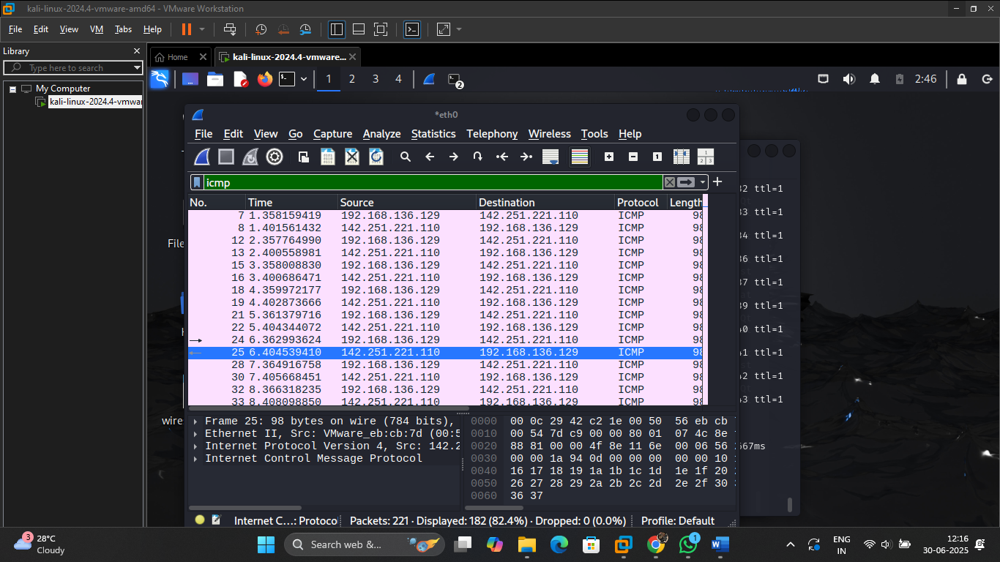 kali-linux-2024.4-vmware-amd64 - VMware Workstation
File Edit View VM Tabs Help
Library
Type here to search
My Computer
kali-linux-2024.4-vmwar
Home
kali-linux-2024.4-vmware...
1 2 3 4
2
2:46
*eth0
File Edit View Go Capture Analyze Statistics Telephony Wireless Tools Help
icmp
No. Time Source Destination Protocol Length
7 1.358159419 192.168.136.129 142.251.221.110 ICMP 98
8 1.401561432 142.251.221.110 192.168.136.129 ICMP 98
12 2.357764990 192.168.136.129 142.251.221.110 ICMP 98
13 2.400558981 142.251.221.110 192.168.136.129 ICMP 98
15 3.358008830 192.168.136.129 142.251.221.110 ICMP 98
16 3.400686471 142.251.221.110 192.168.136.129 ICMP 98
18 4.359972177 192.168.136.129 142.251.221.110 ICMP 98
19 4.402873666 142.251.221.110 192.168.136.129 ICMP 98
21 5.361379716 192.168.136.129 142.251.221.110 ICMP 98
22 5.404344072 142.251.221.110 192.168.136.129 ICMP 98
24 6.362993624 192.168.136.129 142.251.221.110 ICMP 98
25 6.404539410 142.251.221.110 192.168.136.129 ICMP 98
28 7.364916758 192.168.136.129 142.251.221.110 ICMP 98
30 7.405668451 142.251.221.110 192.168.136.129 ICMP 98
32 8.366318235 192.168.136.129 142.251.221.110 ICMP 98
33 8.408098850 142.251.221.110 192.168.136.129 ICMP 98
32 ttl=1
33 ttl=1
34 ttl=1
36 ttl=1
37 ttl=1
39 ttl=1
40 ttl=1
41 ttl=1
42 ttl=1
43 ttl=1
567ms
File
wire
Frame 25: 98 bytes on wire (784 bits),
Ethernet II, Src: VMware_eb:cb:7d (00:5
Internet Protocol Version 4, Src: 142.2
Internet Control Message Protocol
0000 00 0c 29 42 c2 1e 00 50 56 eb cb
0010 00 54 7d c9 00 00 80 01 07 4c 8e
0020 88 81 00 00 4f 8e 11 6e 00 06 56
0030 00 00 1a 94 0d 00 00 00 00 00 10
0040 16 17 18 19 1a 1b 1c 1d 1e 1f 20
0050 26 27 28 29 2a 2b 2c 2d 2e 2f 30
0060 36 37
Internet C...: Protocol
Packets: 221 · Displayed: 182 (82.4%) · Dropped: 0 (0.0%)
Profile: Default
3
28°C
Cloudy
Search web &...
1
ENG
IN
12:16
30-06-2025